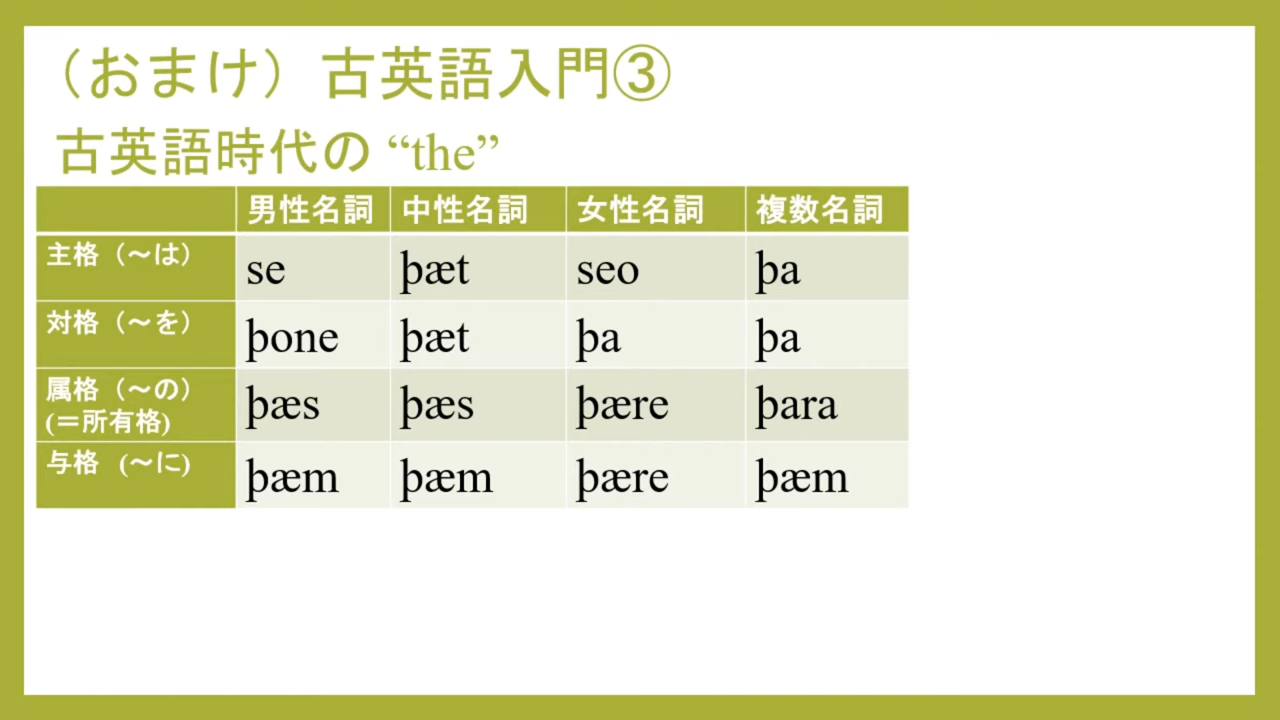 （おまけ）古英語入門③
古英語時代の “the”
男性名詞 中性名詞 女性名詞 複数名詞
主格（～は） se þæt seo þa
対格（～を） þone þæt þa þa
属格（～の）
(＝所有格) þæs þæs þære þara
与格 (～に) þæm þæm þære þæm